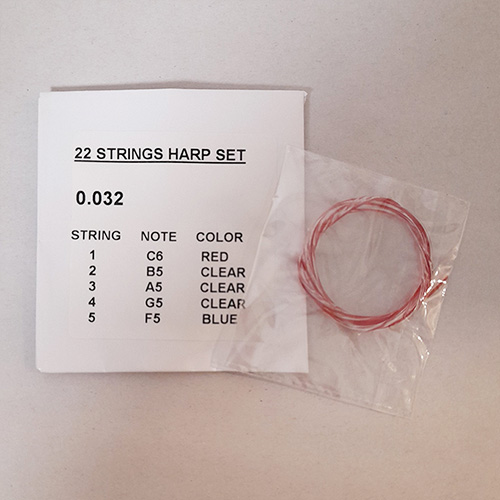 22 STRINGS HARP SET
0.032
STRING NOTE COLOR
1 C6 RED
2 B5 CLEAR
3 A5 CLEAR
4 G5 CLEAR
5 F5 BLUE